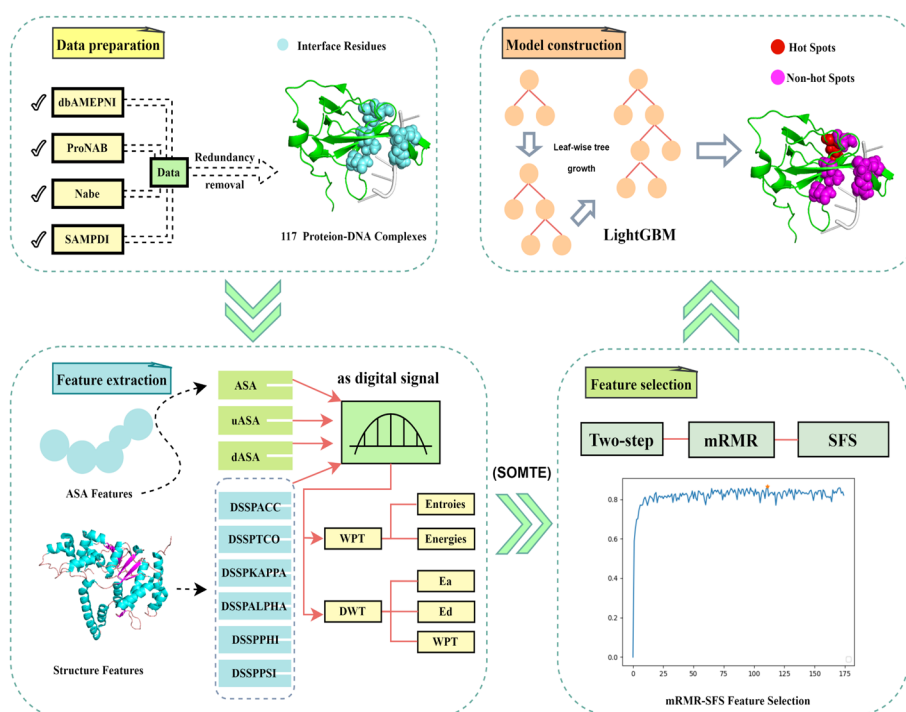 Data preparation
Interface Residues
dbAMEPNI
ProNAB
Nabe
SAMPDI
Data
Redundancy
removal
117 Proteion-DNA Complexes
Model construction
Hot Spots
Non-hot Spots
Leaf-wise tree
growth
LightGBM
Feature extraction
ASA Features
Structure Features
ASA
uASA
dASA
DSSPACC
DSSPTCO
DSSPKAPPA
DSSPALPHA
DSSPPHI
DSSPPSI
as digital signal
WPT
Entroies
Energies
DWT
Ea
Ed
WPT
(SOMTE)
Feature selection
Two-step
mRMR
SFS
0.8
0.6
0.4
0.2
0.0
0 25 50 75 100 125 150 175
mRMR-SFS Feature Selection